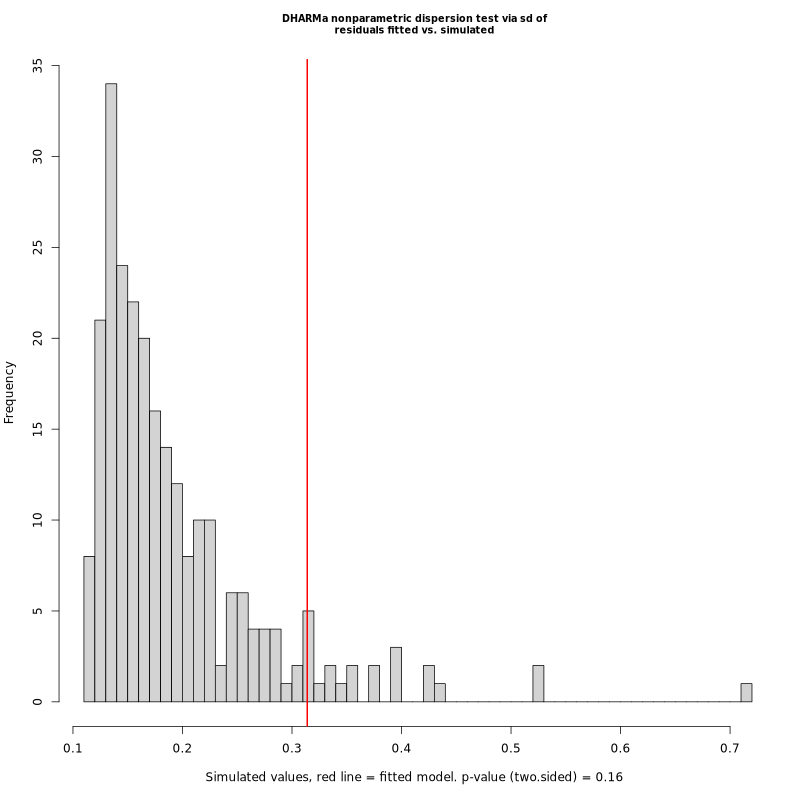 DHARMa nonparametric dispersion test via sd of
residuals fitted vs. simulated
Frequency
35
30
25
20
15
10
5
0
0.1 0.2 0.3 0.4 0.5 0.6 0.7
Simulated values, red line = fitted model. p-value (two.sided) = 0.16